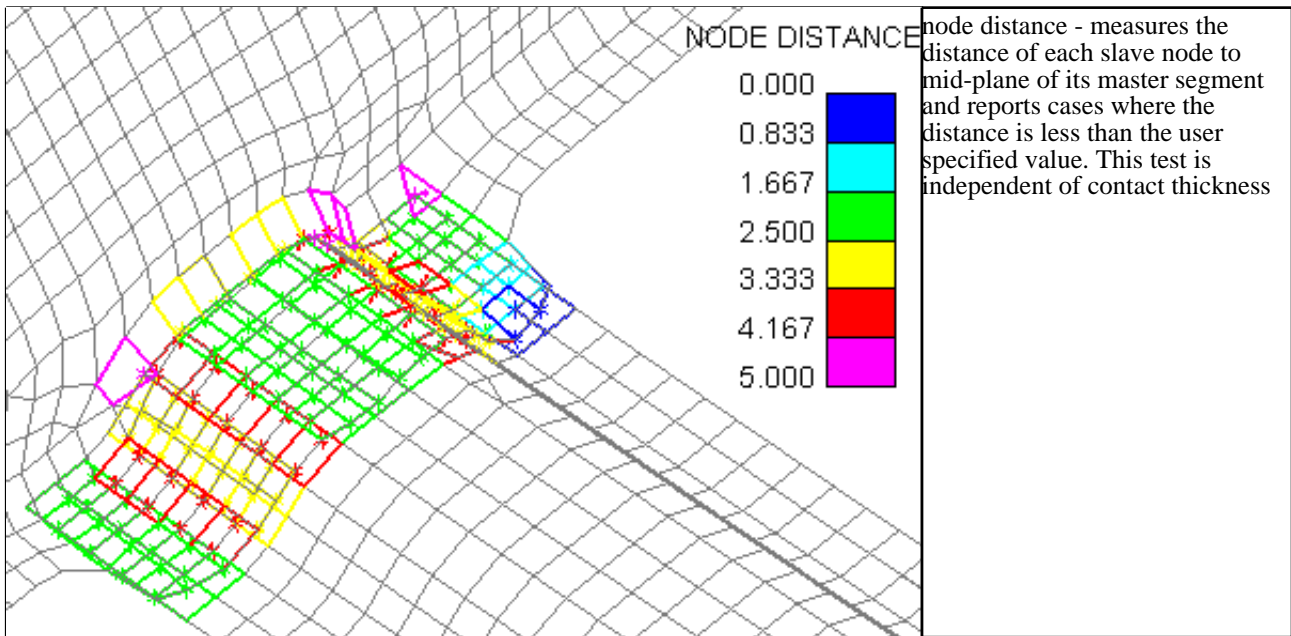 NODE DISTANCE
0.000
0.833
1.667
2.500
3.333
4.167
5.000
node distance - measures the
distance of each slave node to
mid-plane of its master segment
and reports cases where the
distance is less than the user
specified value. This test is
independent of contact thickness